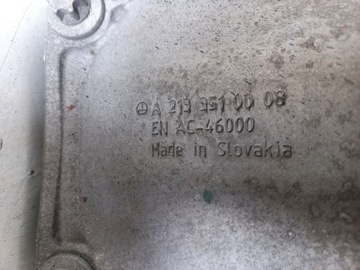 A 213 351 00 08
EN AC-46000
Made in Slovakia